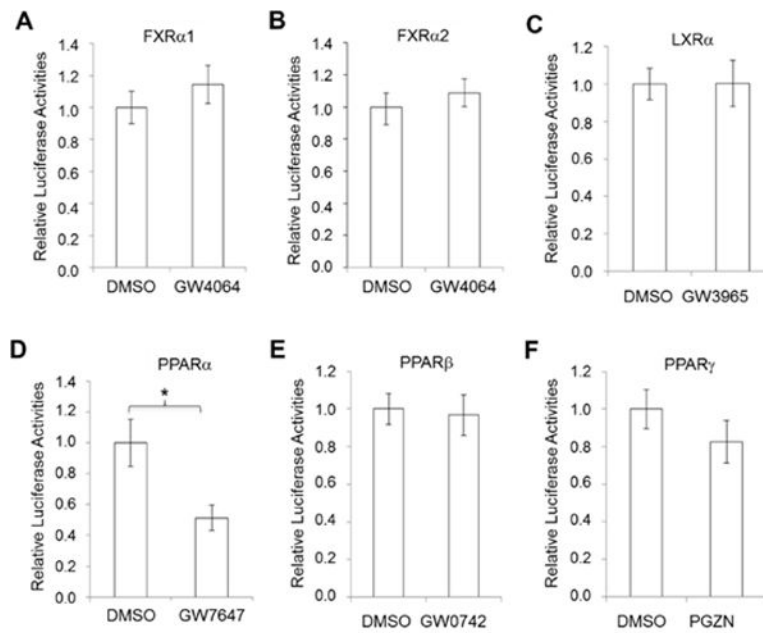 A
FXRα1
Relative Luciferase Activities
1.4
1.2
1.0
0.8
0.6
0.4
0.2
0.0
DMSO GW4064
B
FXRα2
Relative Luciferase Activities
1.4
1.2
1.0
0.8
0.6
0.4
0.2
0.0
DMSO GW4064
C
LXRα
Relative Luciferase Activities
1.2
1.0
0.8
0.6
0.4
0.2
0.0
DMSO GW3965
D
PPARα
Relative Luciferase Activities
1.4
1.2
1.0
0.8
0.6
0.4
0.2
0.0
*
DMSO GW7647
E
PPARβ
Relative Luciferase Activities
1.2
1.0
0.8
0.6
0.4
0.2
0.0
DMSO GW0742
F
PPARγ
Relative Luciferase Activities
1.2
1.0
0.8
0.6
0.4
0.2
0.0
DMSO PGZN